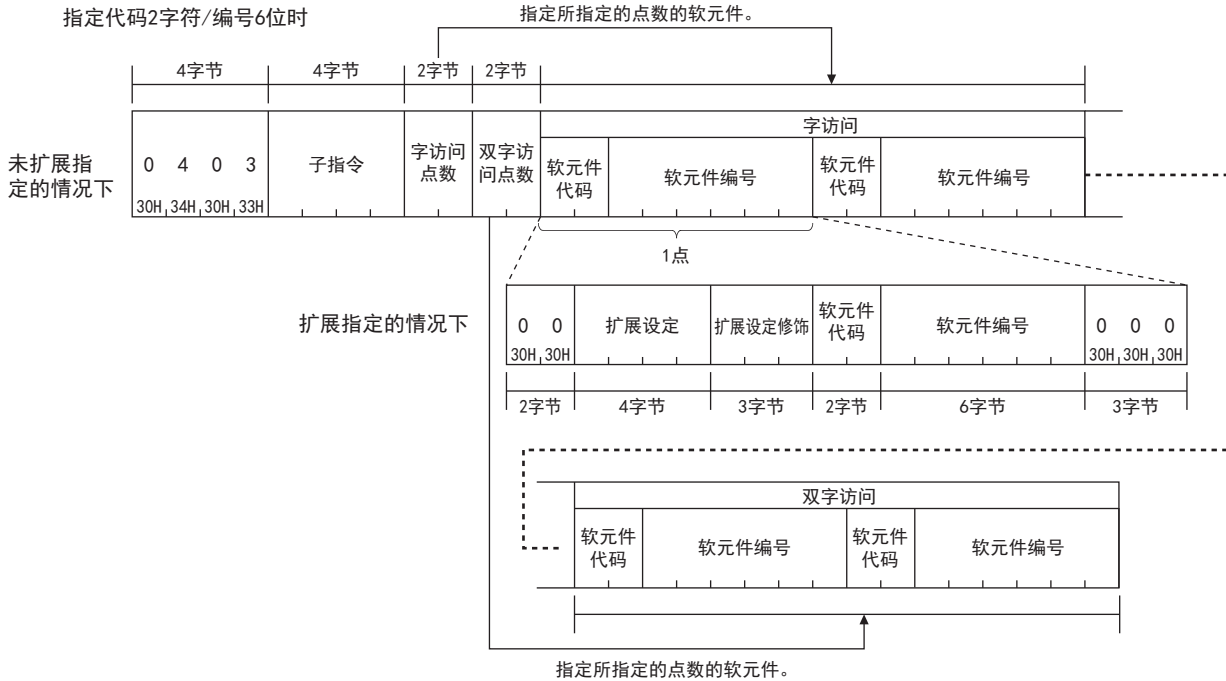 指定代码2字符/编号6位时
指定所指定的点数的软元件。
4字节 4字节 2字节 2字节
未扩展指
定的情况下
0 4 0 3
30H 34H 30H 33H
子指令
字访问
点数
双字访
问点数
字访问
软元件
代码
软元件编号
软元件
代码
软元件编号
1点
扩展指定的情况下
0 0
30H 30H
扩展设定
扩展设定修饰
软元件
代码
软元件编号
0 0 0
30H 30H 30H
2字节 4字节 3字节 2字节 6字节 3字节
双字访问
软元件
代码
软元件编号
软元件
代码
软元件编号
指定所指定的点数的软元件。